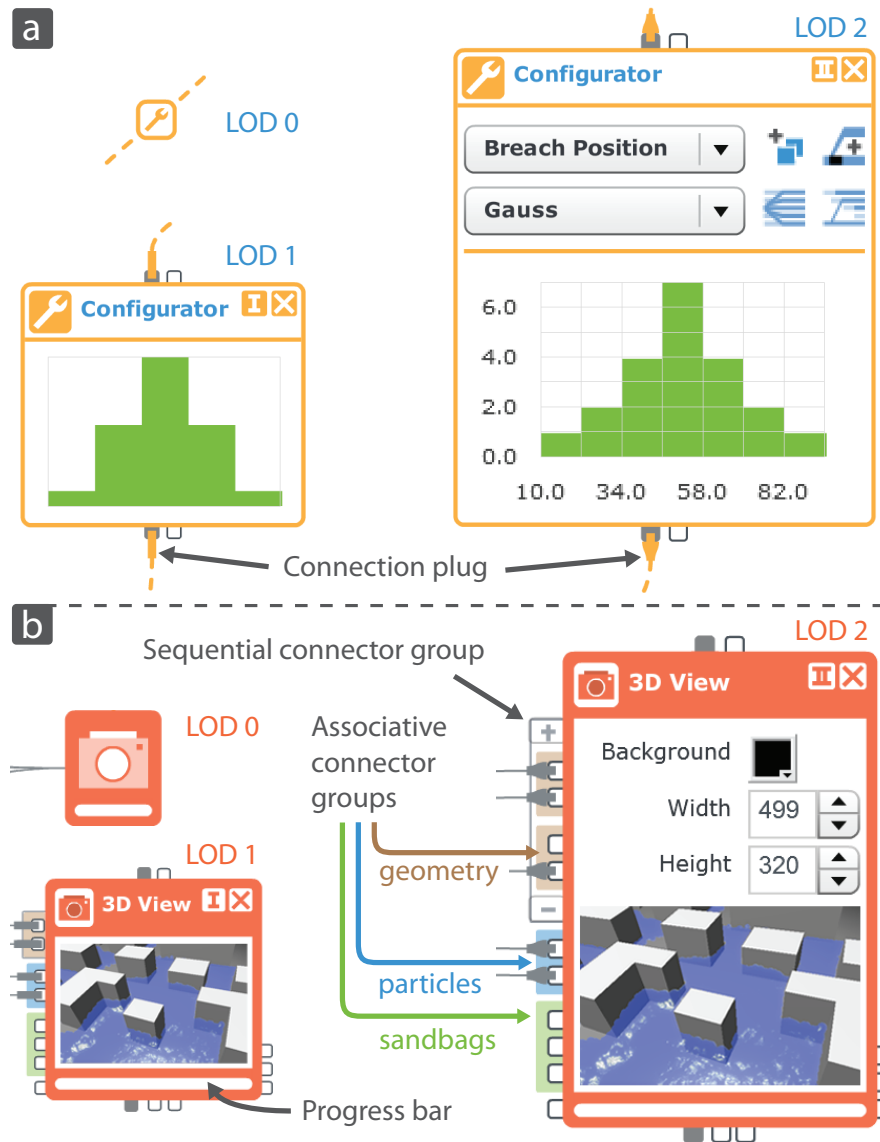 a
LOD 2
Configurator
II
LOD 0
Breach Position
Gauss
LOD 1
Configurator
I
6.0
4.0
2.0
0.0
10.0 34.0 58.0 82.0
Connection plug
b
LOD 2
Sequential connector group
3D View
II
LOD 0
Associative
connector
groups
Background
Width
499
Height
320
geometry
LOD 1
3D View
I
particles
sandbags
Progress bar